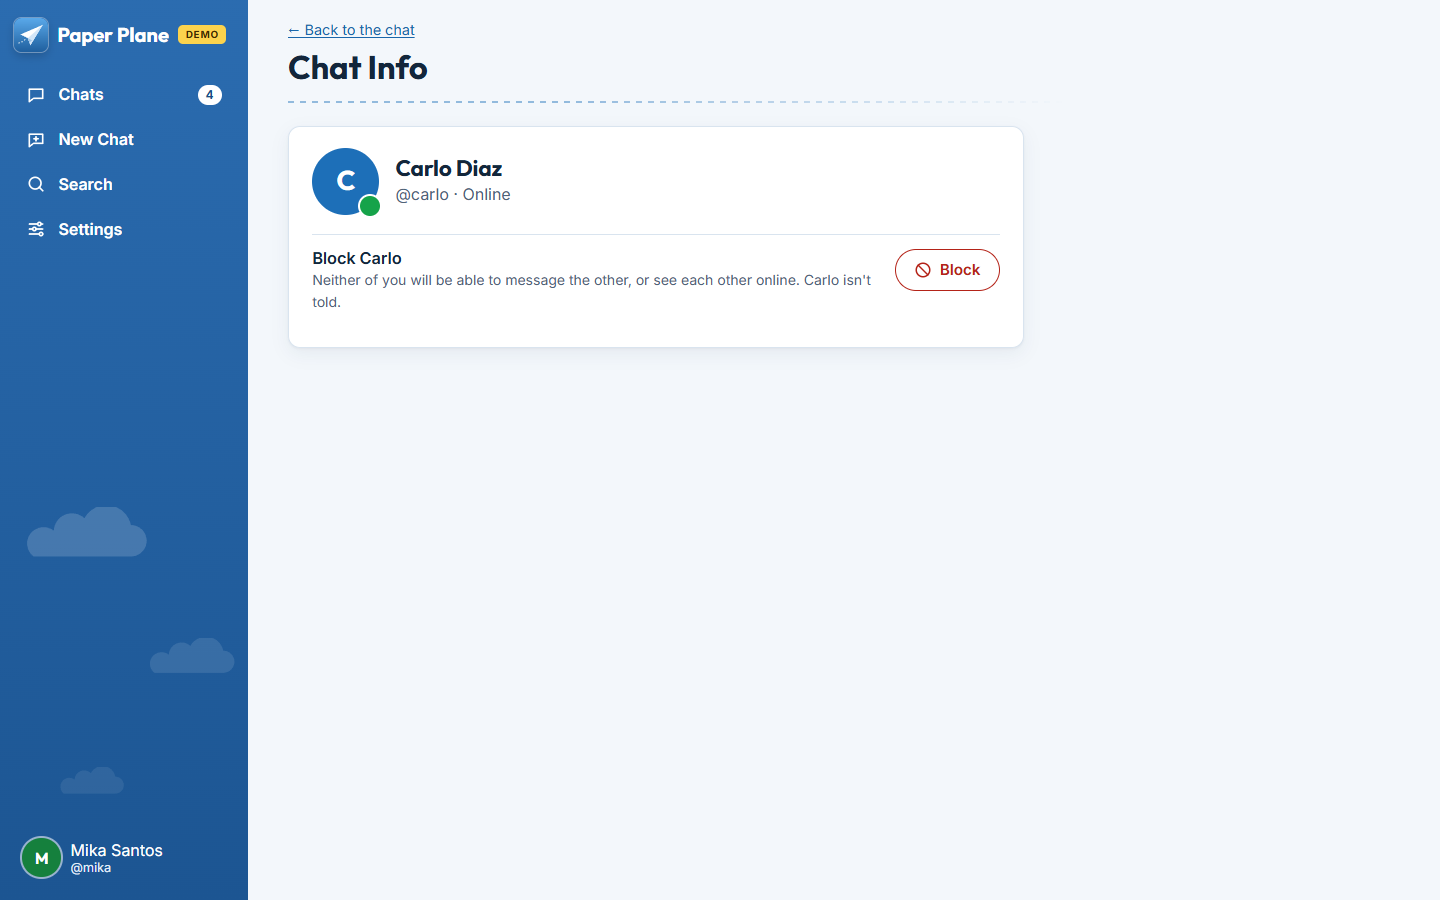 Paper Plane DEMO
Chats 4
New Chat
Search
Settings
← Back to the chat
Chat Info
C
Carlo Diaz
@carlo · Online
Block Carlo
Neither of you will be able to message the other, or see each other online. Carlo isn't
told.
Block
M
Mika Santos
@mika